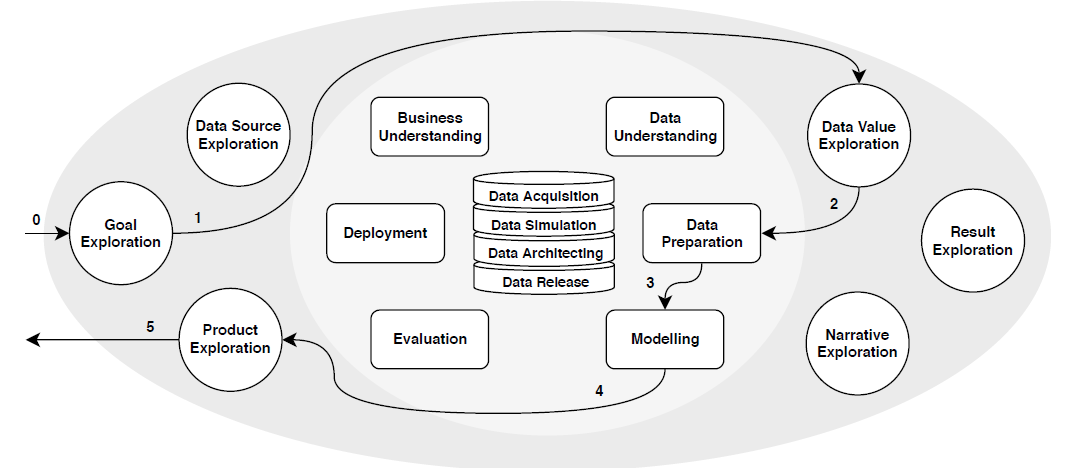 Data Source
Exploration
Business
Understanding
Data
Understanding
Data Value
Exploration
0
Goal
Exploration
1
Deployment
Data Acquisition
Data Simulation
Data Architecting
Data Release
Data
Preparation
2
Result
Exploration
3
5
Product
Exploration
Evaluation
Modelling
Narrative
Exploration
4